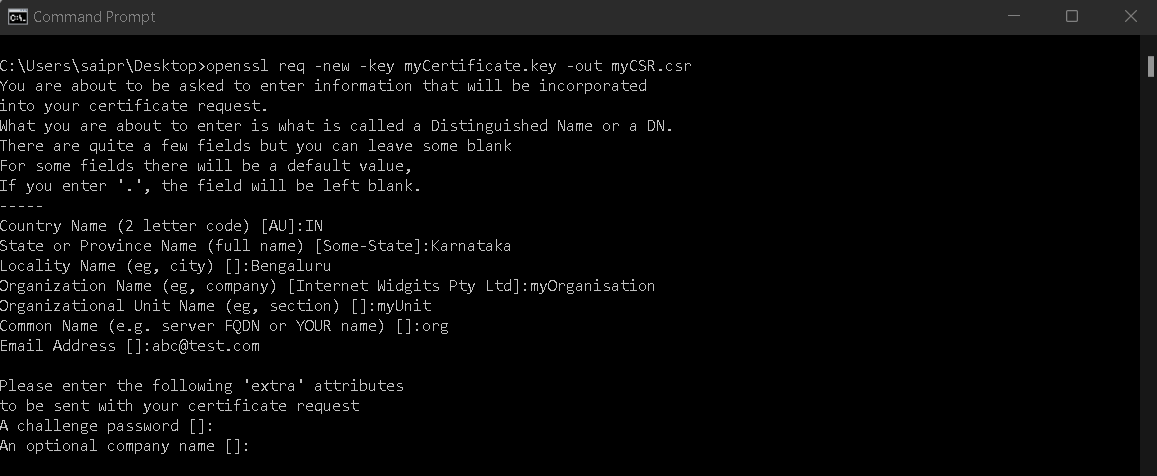 Command Prompt
C:\Users\saipr\Desktop>openssl req -new -key myCertificate.key -out myCSR.csr
You are about to be asked to enter information that will be incorporated
into your certificate request.
What you are about to enter is what is called a Distinguished Name or a DN.
There are quite a few fields but you can leave some blank
For some fields there will be a default value,
If you enter '.', the field will be left blank.
-----
Country Name (2 letter code) [AU]:IN
State or Province Name (full name) [Some-State]:Karnataka
Locality Name (eg, city) []:Bengaluru
Organization Name (eg, company) [Internet Widgits Pty Ltd]:myOrganisation
Organizational Unit Name (eg, section) []:myUnit
Common Name (e.g. server FQDN or YOUR name) []:org
Email Address []:abc@test.com
Please enter the following 'extra' attributes
to be sent with your certificate request
A challenge password []:
An optional company name []: